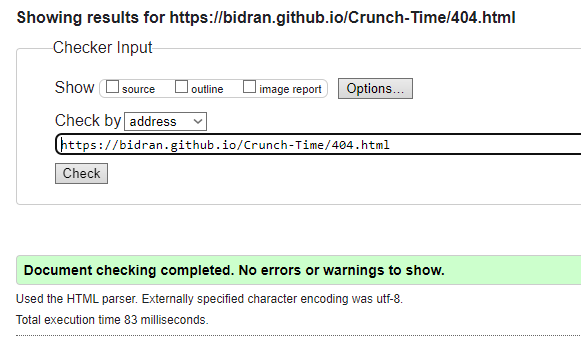 Showing results for https://bidran.github.io/Crunch-Time/404.html
Checker Input
Show source outline image report Options...
Check by address
https://bidran.github.io/Crunch-Time/404.html
Check
Document checking completed. No errors or warnings to show.
Used the HTML parser. Externally specified character encoding was utf-8.
Total execution time 83 milliseconds.